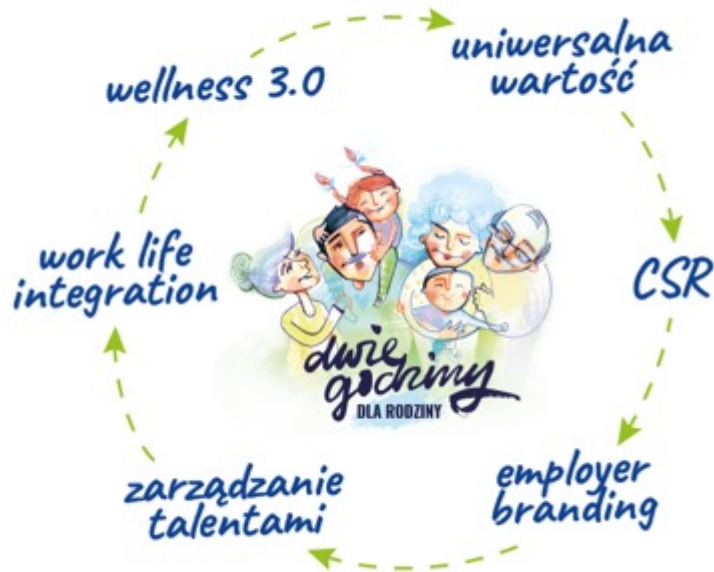 uniwersalna
wartość
wellness 3.0
work life
integration
CSR
dwie
godziny
DLA RODZINY
zarządzanie
talentami
employer
branding